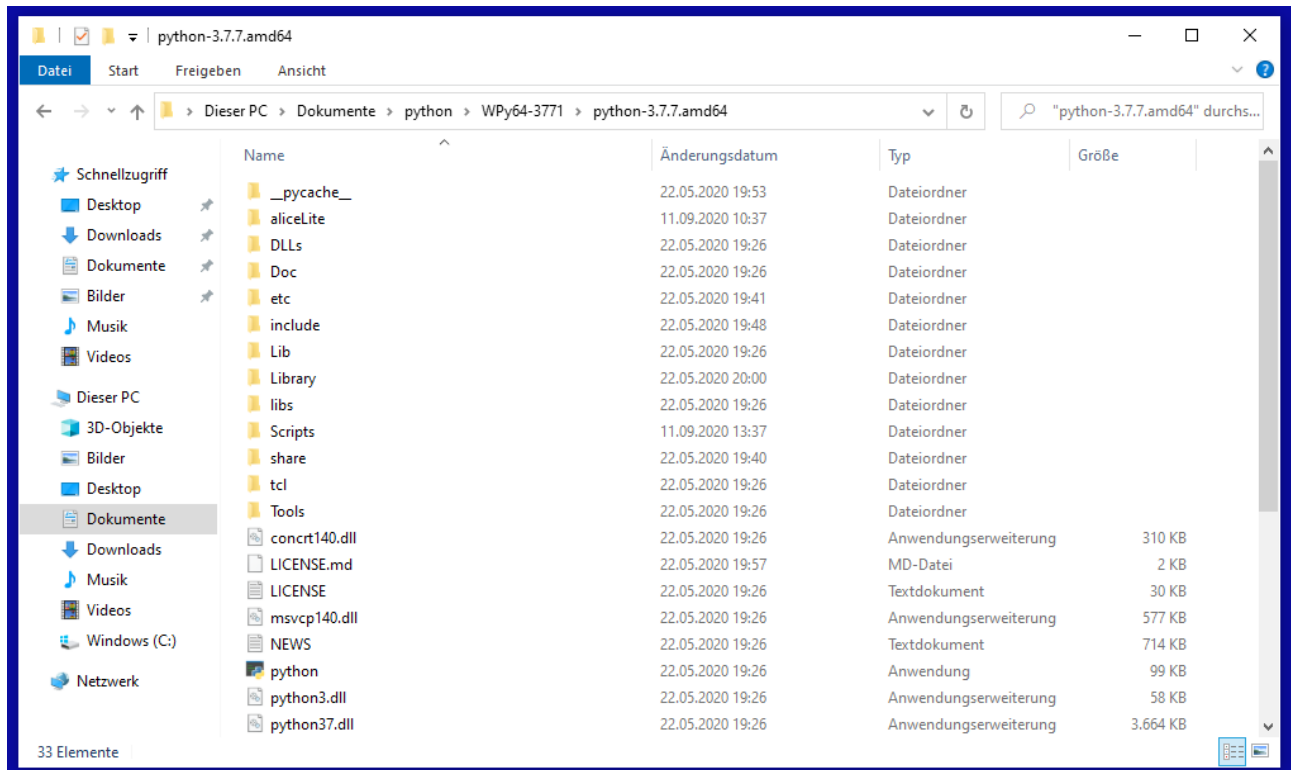 python-3.7.7.amd64
Datei Start Freigeben Ansicht
Dieser PC > Dokumente > python > WPy64-3771 > python-3.7.7.amd64 "python-3.7.7.amd64" durchs...
Schnellzugriff
Desktop
Downloads
Dokumente
Bilder
Musik
Videos
Dieser PC
3D-Objekte
Bilder
Desktop
Dokumente
Downloads
Musik
Videos
Windows (C:)
Netzwerk
Name Änderungsdatum Typ Größe
__pycache__ 22.05.2020 19:53 Dateiordner
aliceLite 11.09.2020 10:37 Dateiordner
DLLs 22.05.2020 19:26 Dateiordner
Doc 22.05.2020 19:26 Dateiordner
etc 22.05.2020 19:41 Dateiordner
include 22.05.2020 19:48 Dateiordner
Lib 22.05.2020 19:26 Dateiordner
Library 22.05.2020 20:00 Dateiordner
libs 22.05.2020 19:26 Dateiordner
Scripts 11.09.2020 13:37 Dateiordner
share 22.05.2020 19:40 Dateiordner
tcl 22.05.2020 19:26 Dateiordner
Tools 22.05.2020 19:26 Dateiordner
concrt140.dll 22.05.2020 19:26 Anwendungserweiterung 310 KB
LICENSE.md 22.05.2020 19:57 MD-Datei 2 KB
LICENSE 22.05.2020 19:26 Textdokument 30 KB
msvcp140.dll 22.05.2020 19:26 Anwendungserweiterung 577 KB
NEWS 22.05.2020 19:26 Textdokument 714 KB
python 22.05.2020 19:26 Anwendung 99 KB
python3.dll 22.05.2020 19:26 Anwendungserweiterung 58 KB
python37.dll 22.05.2020 19:26 Anwendungserweiterung 3.664 KB
33 Elemente